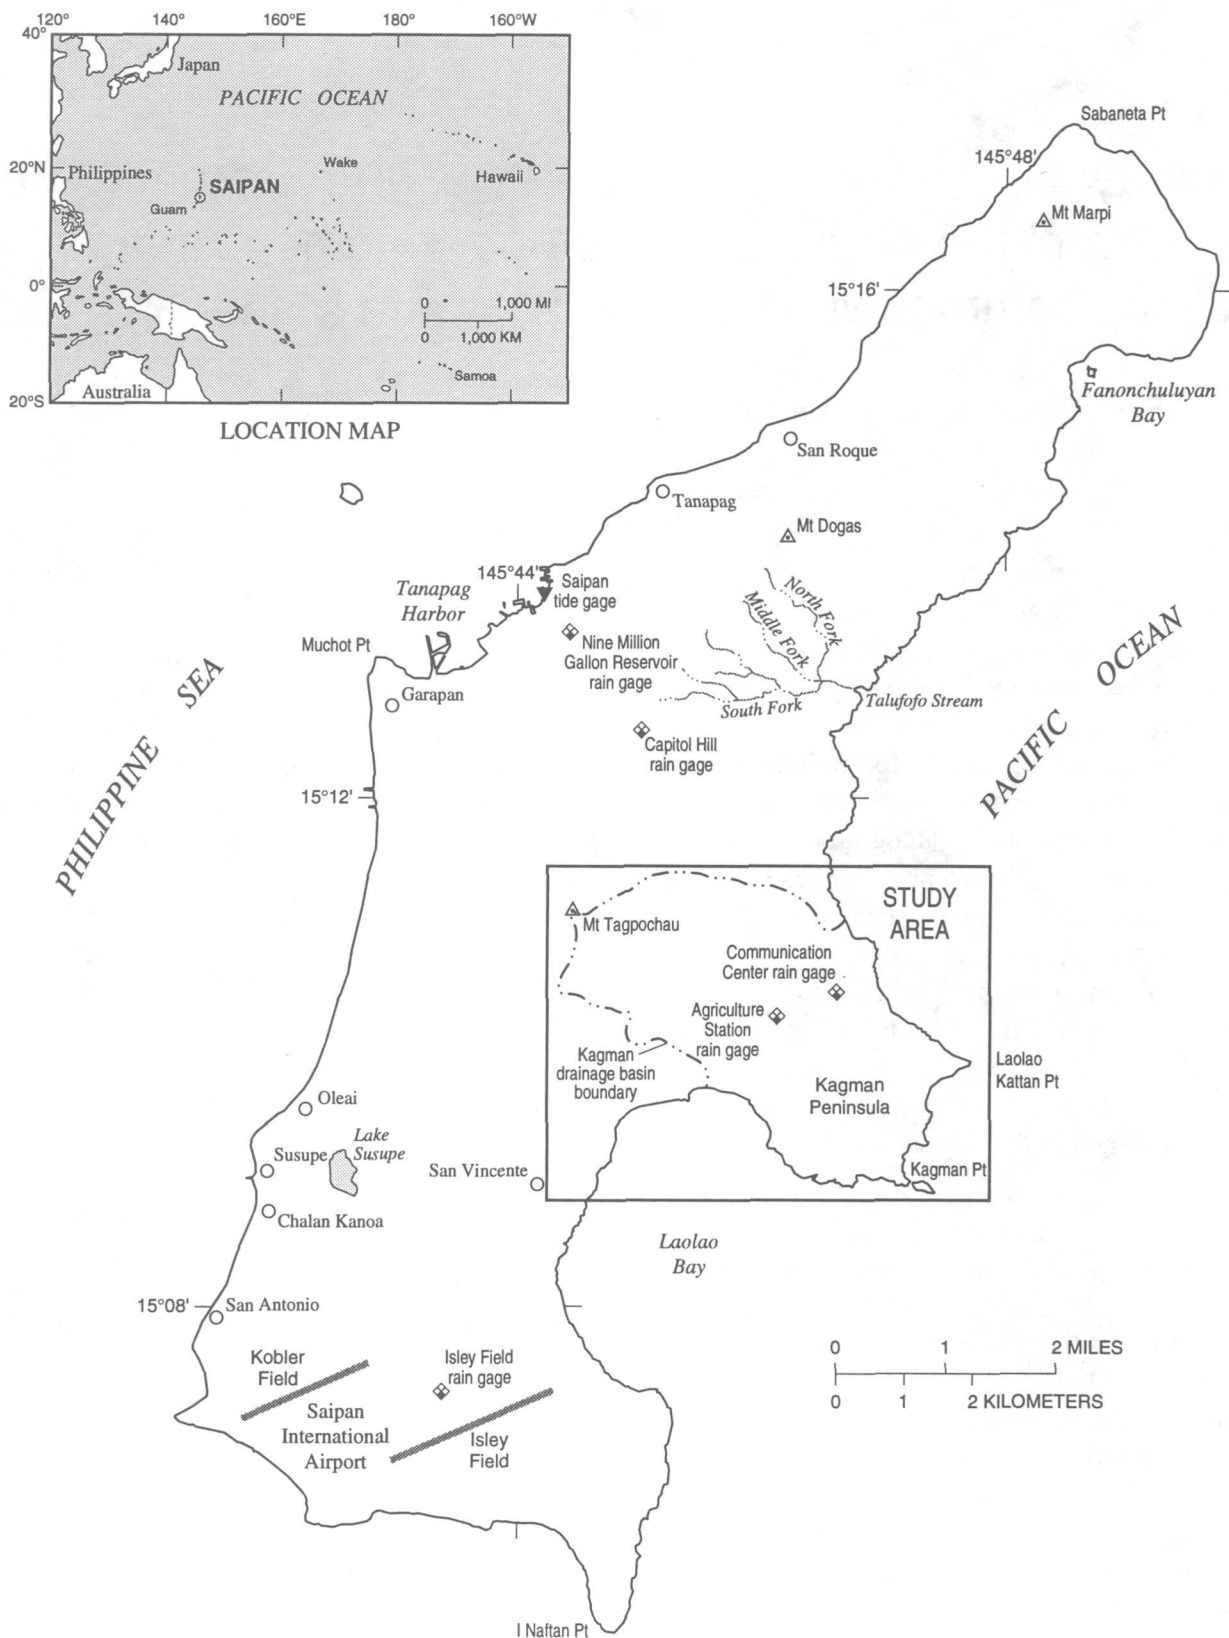 120°
140°
160°E
180°
160°W
40°
Japan
PACIFIC OCEAN
20°N
Philippines
Wake
Hawaii
SAIPAN
Guam
0°
0
1,000 MI
0
1,000 KM
Samoa
Australia
20°S
LOCATION MAP
Sabaneta Pt
145°48'
Mt Marpi
15°16'
Fanonchuluyan
Bay
San Roque
Tanapag
Mt Dogas
145°44'
Saipan
tide gage
Tanapag
Harbor
North Fork
Middle Fork
South Fork
Talufofo Stream
Nine Million
Gallon Reservoir
rain gage
Muchot Pt
Garapan
Capitol Hill
rain gage
PHILIPPINE SEA
PACIFIC OCEAN
15°12'
STUDY
AREA
Mt Tagpochau
Communication
Center rain gage
Agriculture
Station
rain gage
Kagman
drainage basin
boundary
Kagman
Peninsula
Laolao
Kattan Pt
Kagman Pt
Oleai
Lake
Susupe
Susupe
San Vincente
Chalan Kanoa
Laolao
Bay
15°08'
San Antonio
Kobler
Field
Isley Field
rain gage
Saipan
International
Airport
Isley
Field
0 1 2 MILES
0 1 2 KILOMETERS
I Naftan Pt